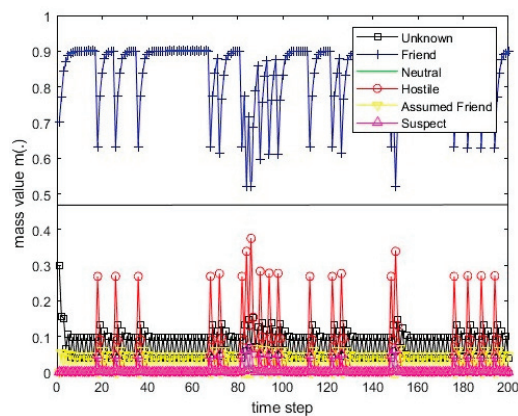 1
0.9
0.8
0.7
0.6
0.5
0.4
0.3
0.2
0.1
0
mass value m(.)
Unknown
Friend
Neutral
Hostile
Assumed Friend
Suspect
0 20 40 60 80 100 120 140 160 180 200
time step